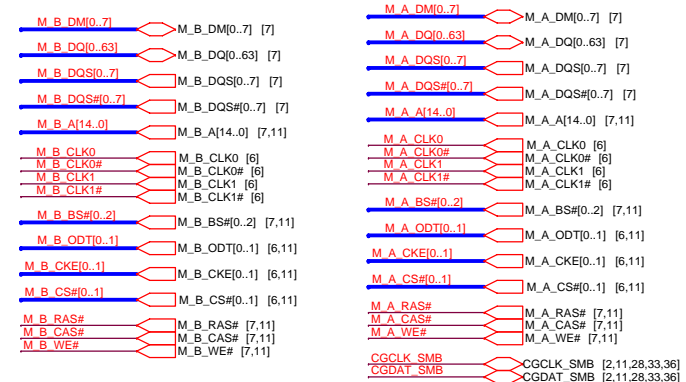 M_B_DM[0..7] M_B_DM[0..7] [7]
M_B_DQ[0..63] M_B_DQ[0..63] [7]
M_B_DQS[0..7] M_B_DQS[0..7] [7]
M_B_DQS#[0..7] M_B_DQS#[0..7] [7]
M_B_A[14..0] M_B_A[14..0] [7,11]
M_B_CLK0 M_B_CLK0 [6]
M_B_CLK0# M_B_CLK0# [6]
M_B_CLK1 M_B_CLK1 [6]
M_B_CLK1# M_B_CLK1# [6]
M_B_BS#[0..2] M_B_BS#[0..2] [7,11]
M_B_ODT[0..1] M_B_ODT[0..1] [6,11]
M_B_CKE[0..1] M_B_CKE[0..1] [6,11]
M_B_CS#[0..1] M_B_CS#[0..1] [6,11]
M_B_RAS# M_B_RAS# [7,11]
M_B_CAS# M_B_CAS# [7,11]
M_B_WE# M_B_WE# [7,11]
M_A_DM[0..7] M_A_DM[0..7] [7]
M_A_DQ[0..63] M_A_DQ[0..63] [7]
M_A_DQS[0..7] M_A_DQS[0..7] [7]
M_A_DQS#[0..7] M_A_DQS#[0..7] [7]
M_A_A[14..0] M_A_A[14..0] [7,11]
M_A_CLK0 M_A_CLK0 [6]
M_A_CLK0# M_A_CLK0# [6]
M_A_CLK1 M_A_CLK1 [6]
M_A_CLK1# M_A_CLK1# [6]
M_A_BS#[0..2] M_A_BS#[0..2] [7,11]
M_A_ODT[0..1] M_A_ODT[0..1] [6,11]
M_A_CKE[0..1] M_A_CKE[0..1] [6,11]
M_A_CS#[0..1] M_A_CS#[0..1] [6,11]
M_A_RAS# M_A_RAS# [7,11]
M_A_CAS# M_A_CAS# [7,11]
M_A_WE# M_A_WE# [7,11]
CGCLK_SMB CGCLK_SMB [2,11,28,33,36]
CGDAT_SMB CGDAT_SMB [2,11,28,33,36]